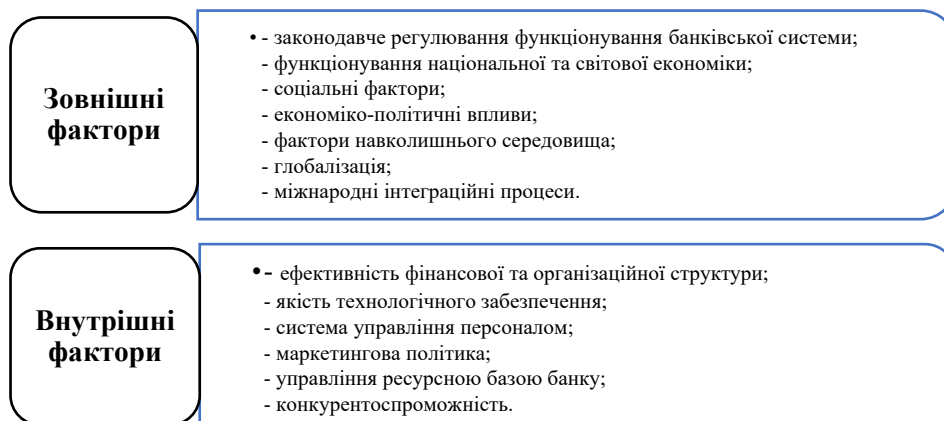 Зовнішні
фактори
• - законодавче регулювання функціонування банківської системи;
- функціонування національної та світової економіки;
- соціальні фактори;
- економіко-політичні впливи;
- фактори навколишнього середовища;
- глобалізація;
- міжнародні інтеграційні процеси.
Внутрішні
фактори
• - ефективність фінансової та організаційної структури;
- якість технологічного забезпечення;
- система управління персоналом;
- маркетингова політика;
- управління ресурсною базою банку;
- конкурентоспроможність.